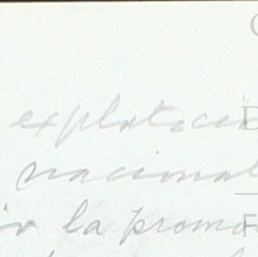 explotació
nacional
la promo